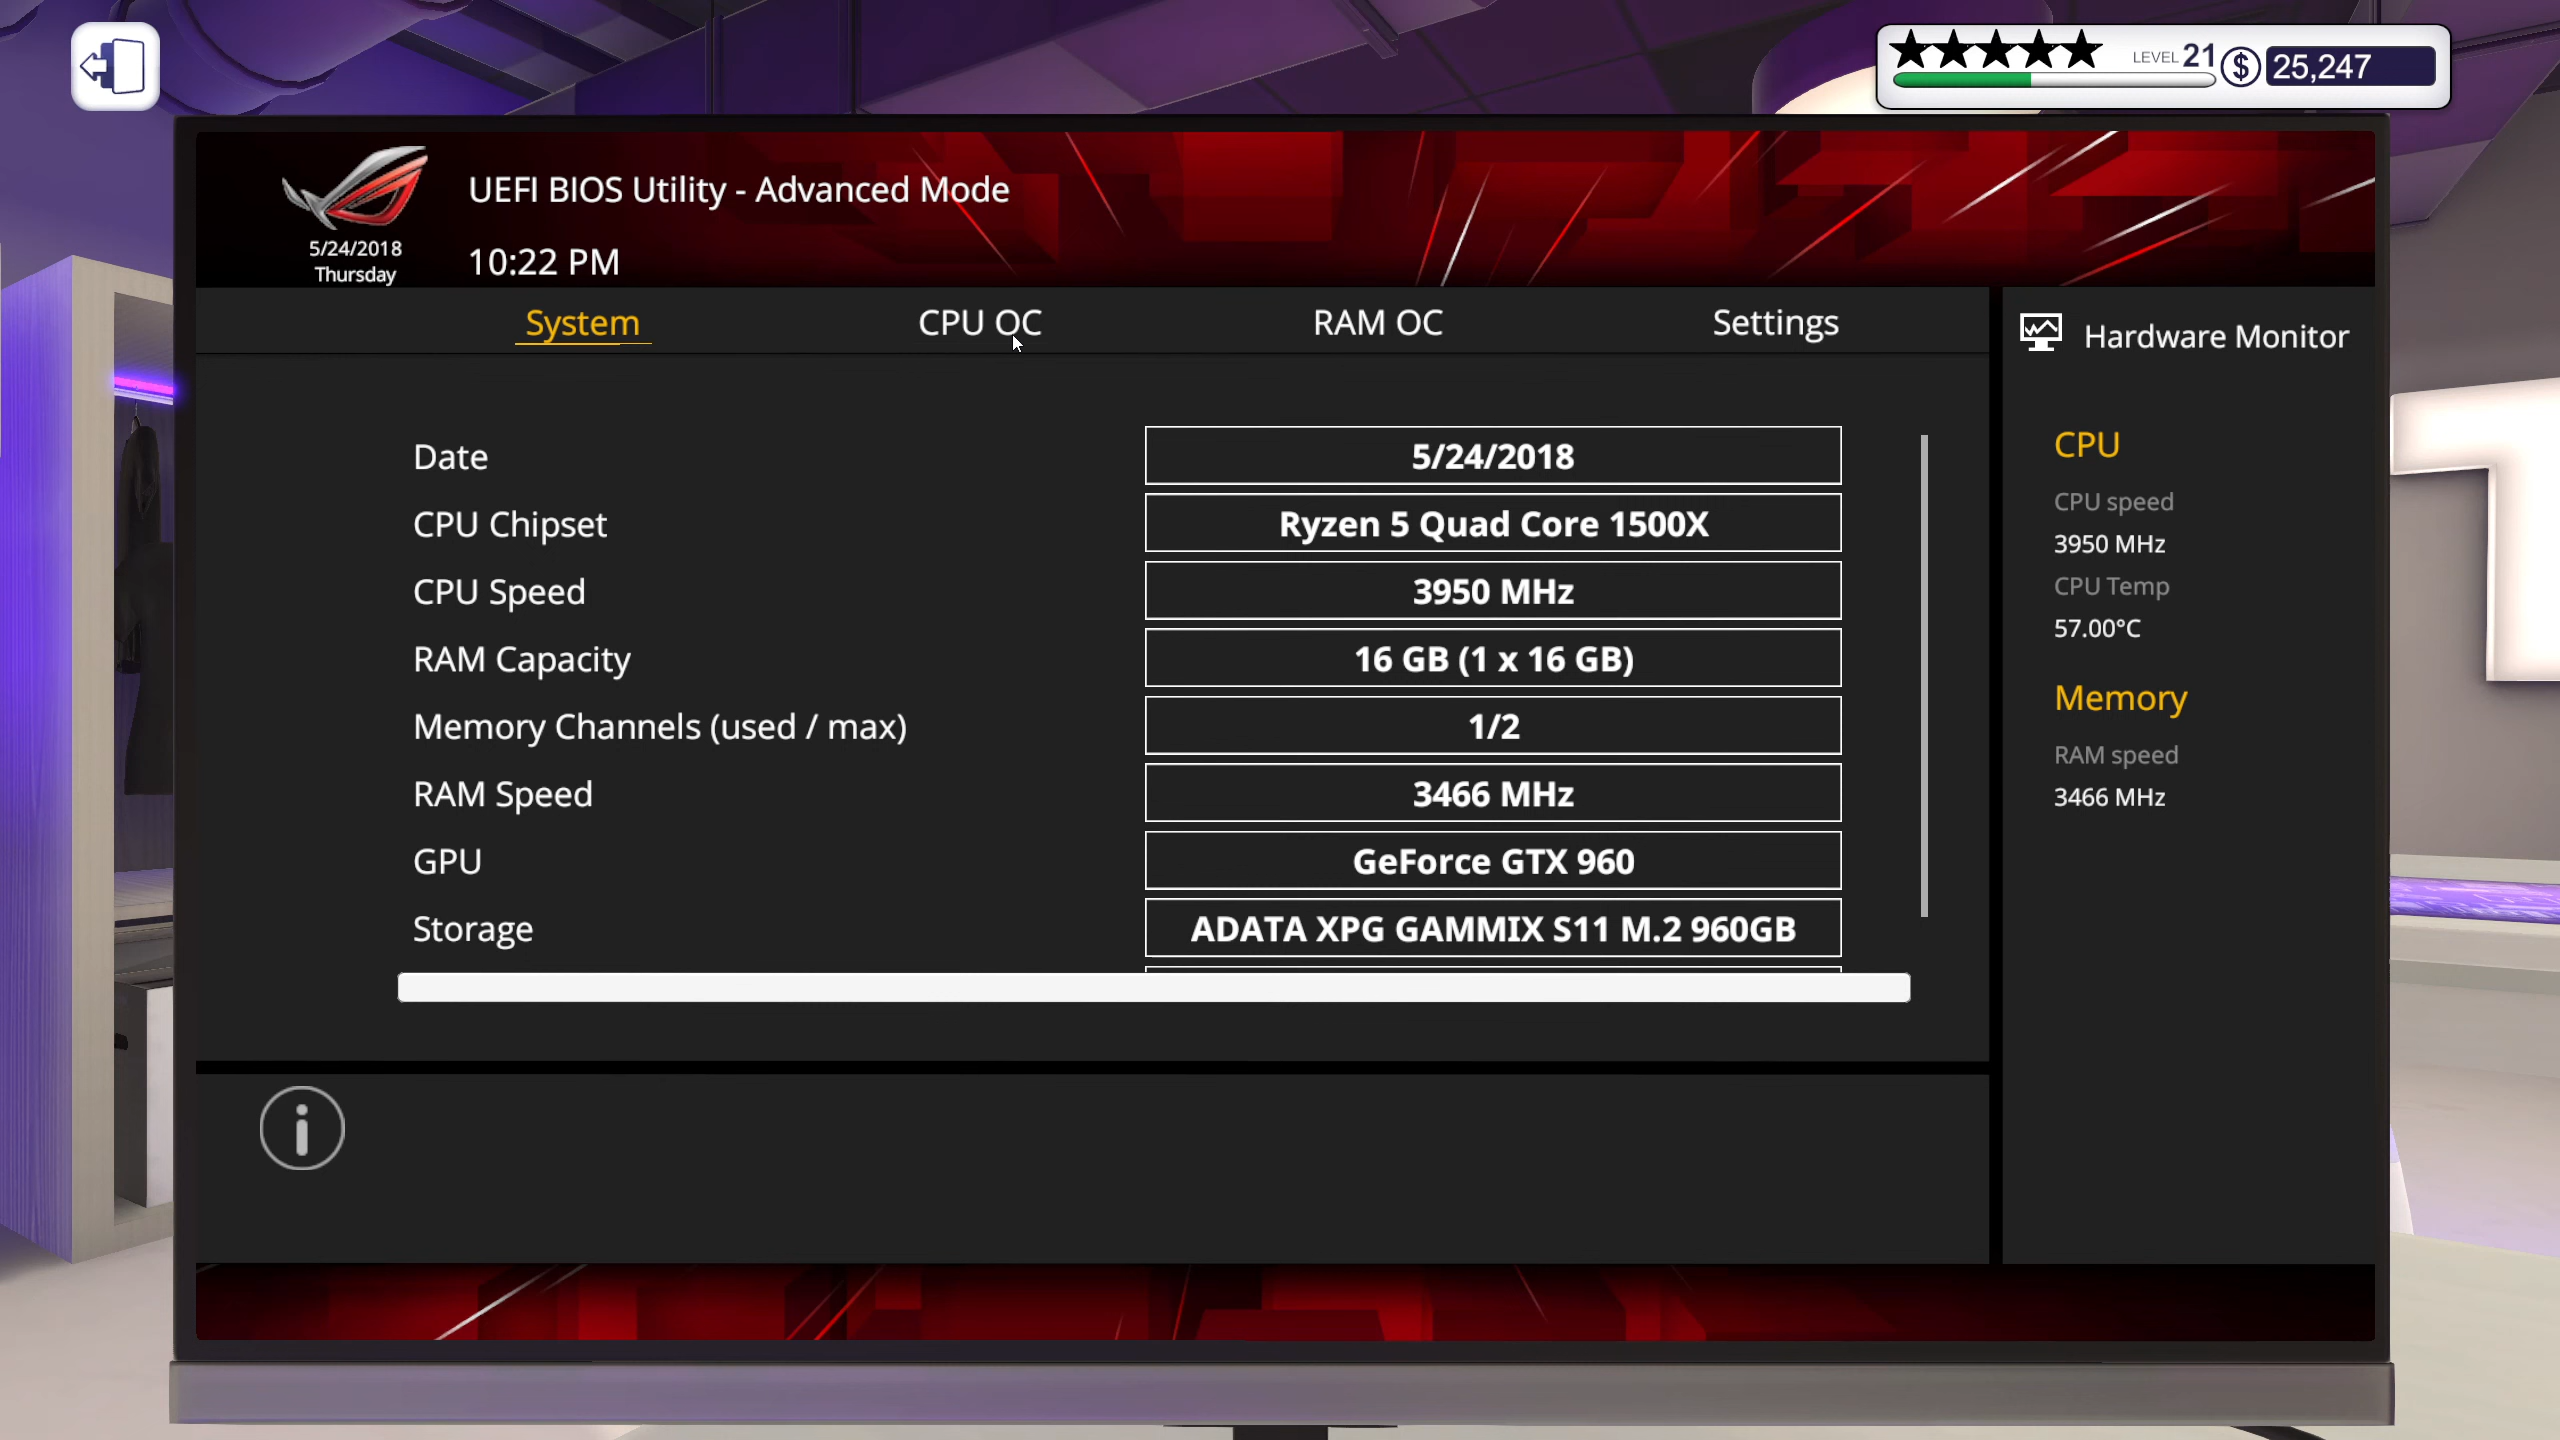 LEVEL 21
$ 25,247
UEFI BIOS Utility - Advanced Mode
5/24/2018
Thursday
10:22 PM
System
CPU OC
RAM OC
Settings
Date
5/24/2018
CPU Chipset
Ryzen 5 Quad Core 1500X
CPU Speed
3950 MHz
RAM Capacity
16 GB (1 x 16 GB)
Memory Channels (used / max)
1/2
RAM Speed
3466 MHz
GPU
GeForce GTX 960
Storage
ADATA XPG GAMMIX S11 M.2 960GB
Hardware Monitor
CPU
CPU speed
3950 MHz
CPU Temp
57.00°C
Memory
RAM speed
3466 MHz